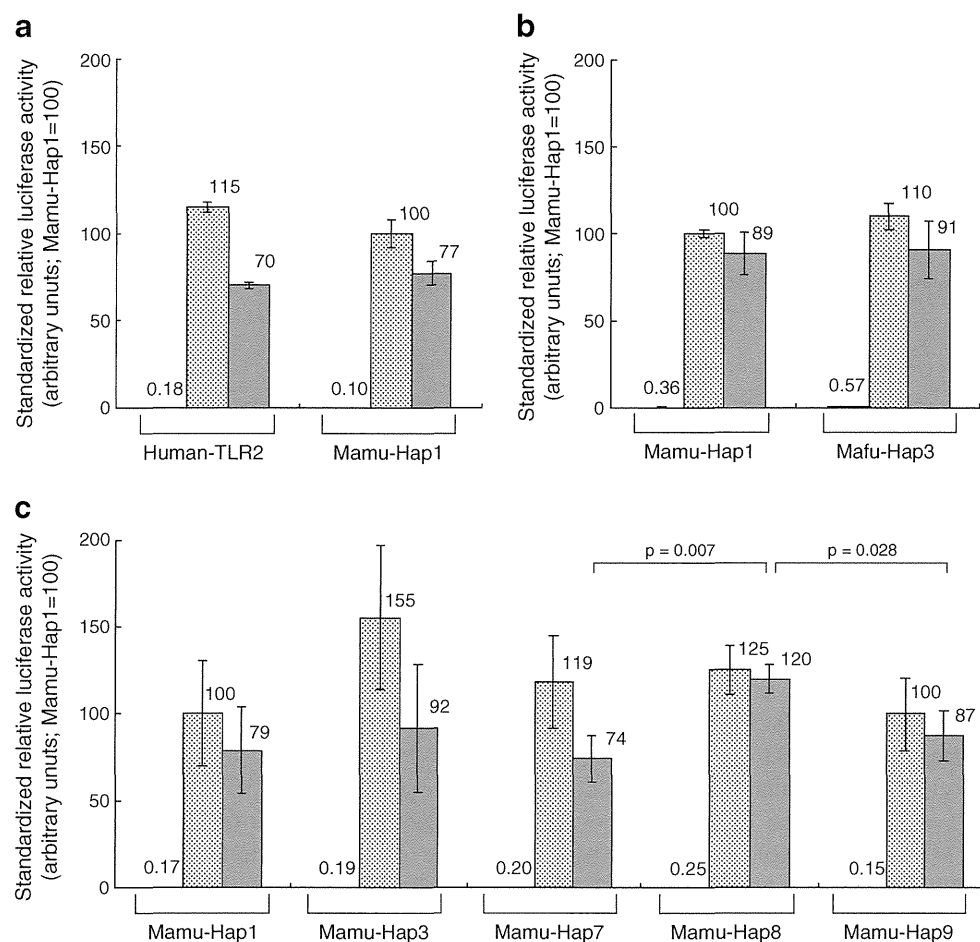 a
Standardized relative luciferase activity
(arbitrary unuts; Mamu-Hap1=100)
200
150
100
50
0
0.18
115
70
0.10
100
77
Human-TLR2
Mamu-Hap1
b
Standardized relative luciferase activity
(arbitrary unuts; Mamu-Hap1=100)
200
150
100
50
0
0.36
100
89
0.57
110
91
Mamu-Hap1
Mafu-Hap3
c
Standardized relative luciferase activity
(arbitrary unuts; Mamu-Hap1=100)
200
150
100
50
0
p = 0.007
p = 0.028
0.17
100
79
0.19
155
92
0.20
119
74
0.25
125
120
0.15
100
87
Mamu-Hap1
Mamu-Hap3
Mamu-Hap7
Mamu-Hap8
Mamu-Hap9